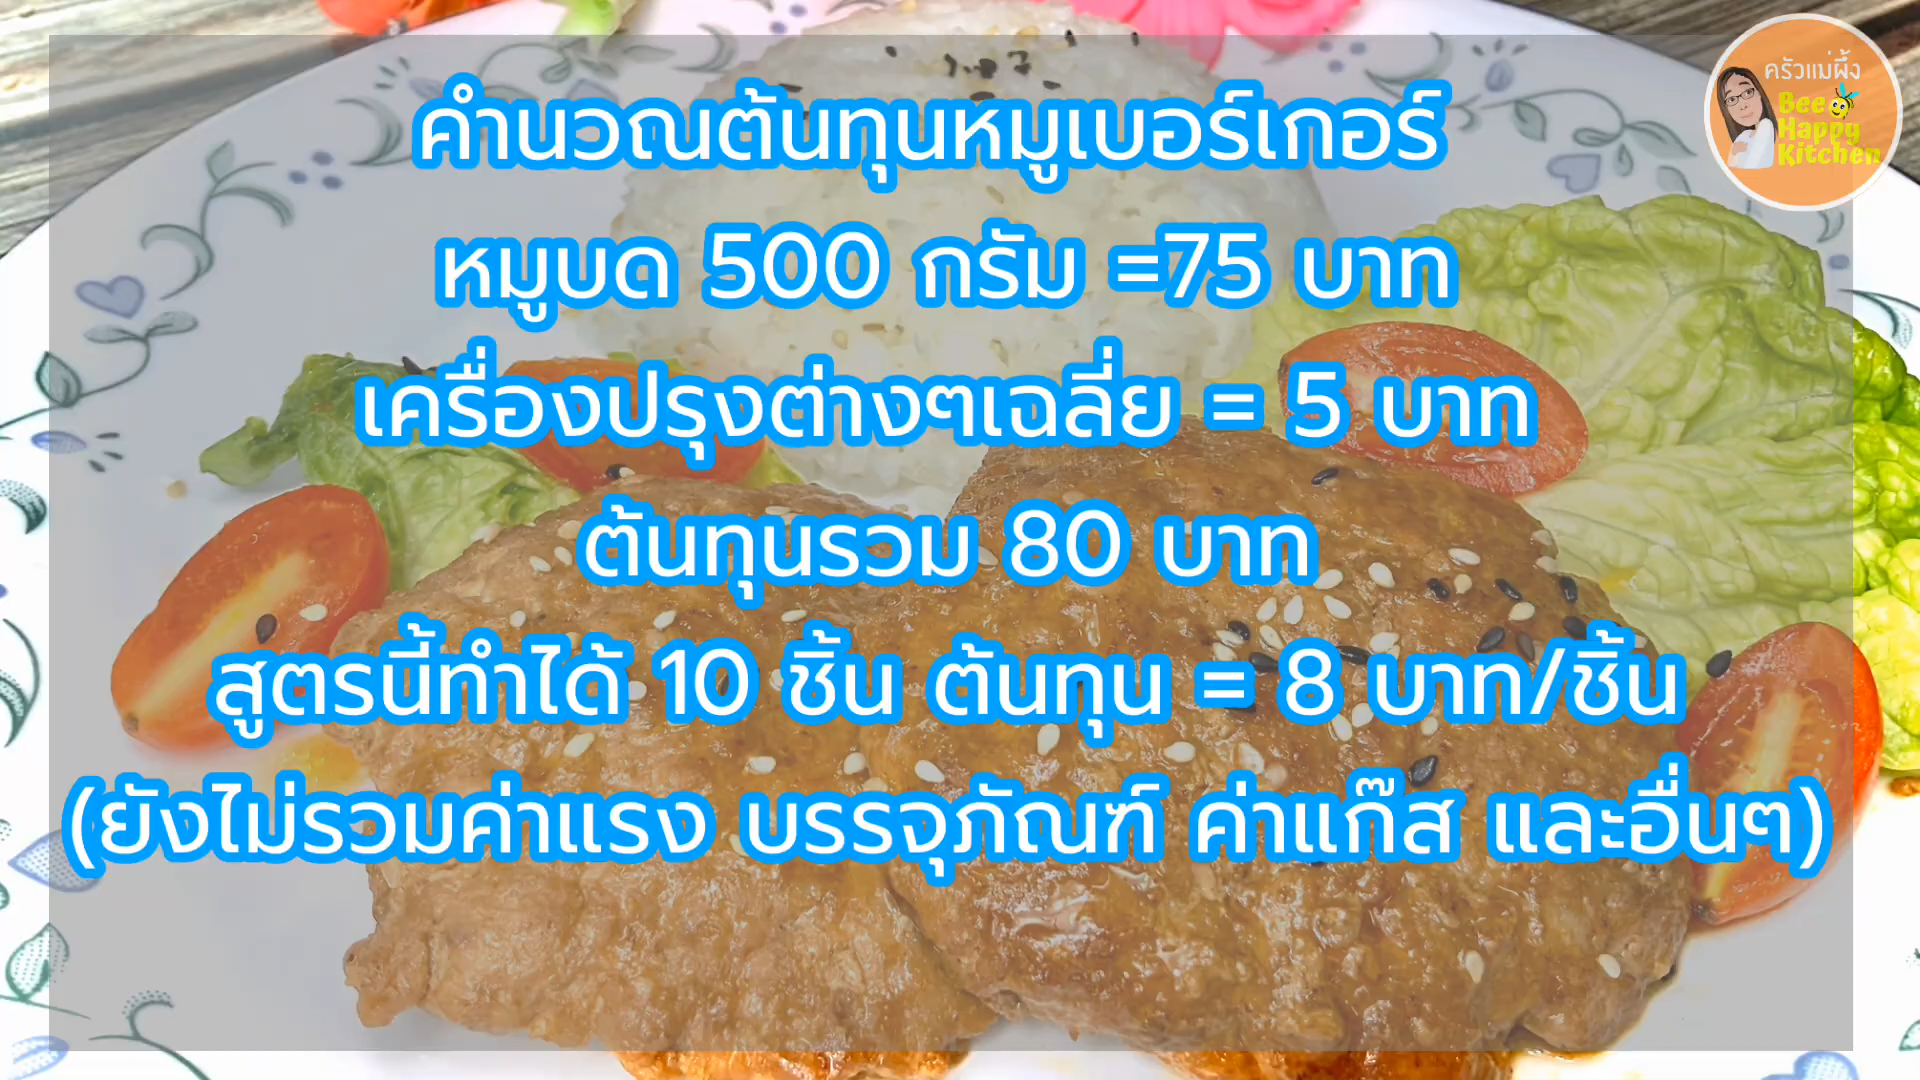 คำนวณต้นทุนหมูเบอร์เกอร์
หมูบด 500 กรัม =75 บาท
เครื่องปรุงต่างๆเฉลี่ย = 5 บาท
ต้นทุนรวม 80 บาท
สูตรนี้ทำได้ 10 ชิ้น ต้นทุน = 8 บาท/ชิ้น
(ยังไม่รวมค่าแรง บรรจุภัณฑ์ ค่าแก๊ส และอื่นๆ)
ครัวแม่ผึ้ง
Bee
Happy
Kitchen